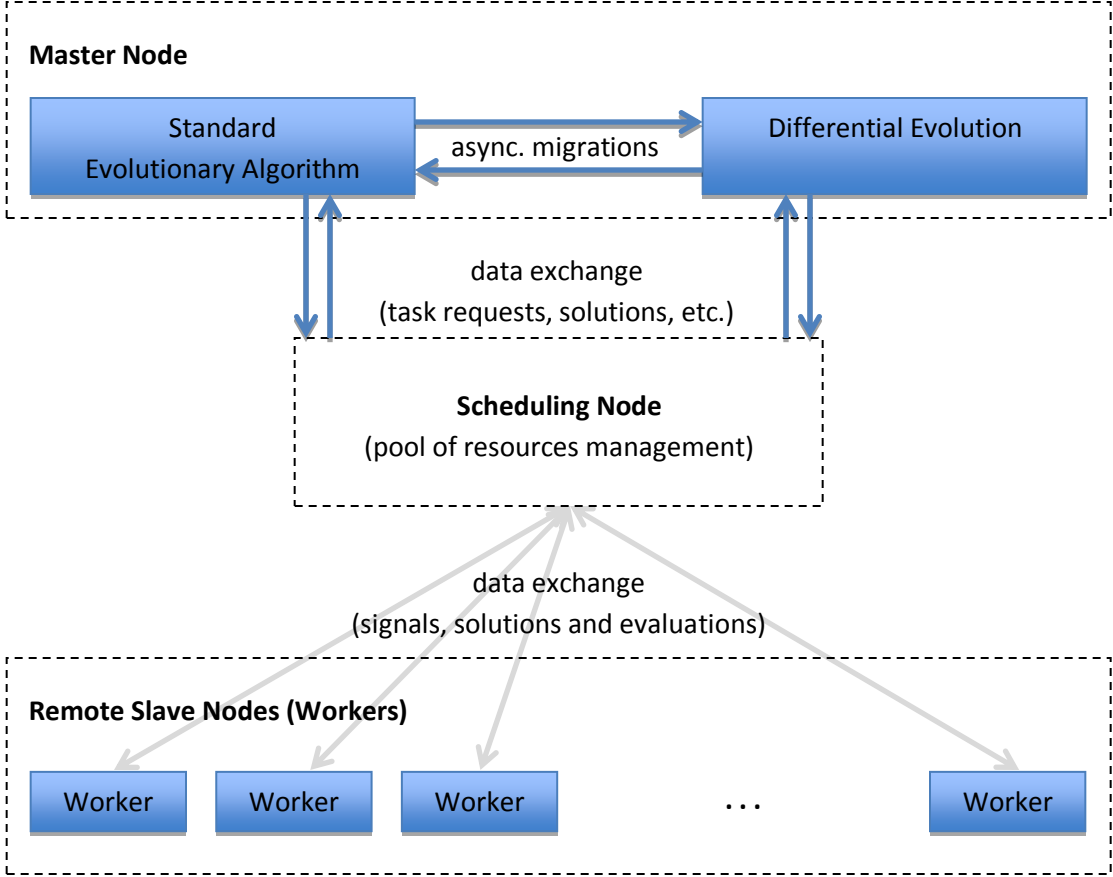 Master Node
Standard
Evolutionary Algorithm
async. migrations
Differential Evolution
data exchange
(task requests, solutions, etc.)
Scheduling Node
(pool of resources management)
data exchange
(signals, solutions and evaluations)
Remote Slave Nodes (Workers)
Worker
Worker
Worker
...
Worker